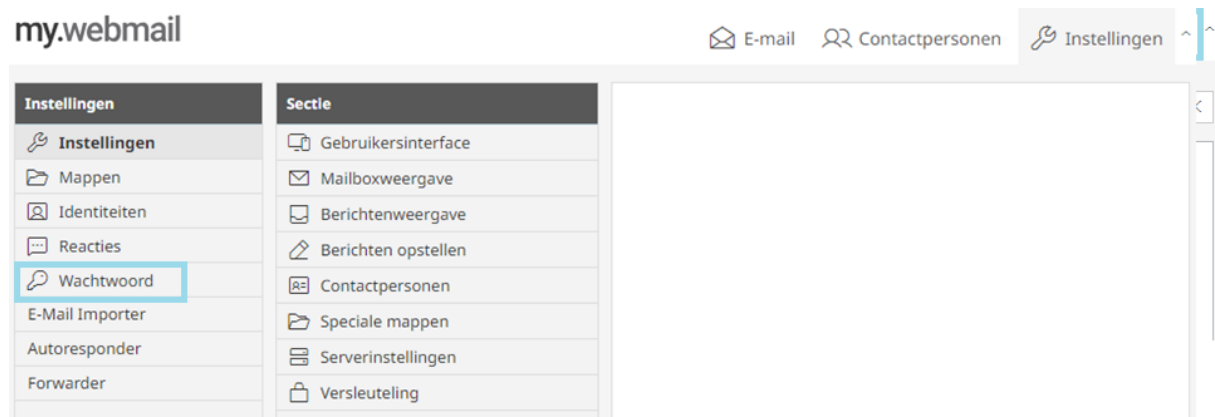 my.webmail
E-mail Contactpersonen Instellingen
Instellingen
Instellingen
Mappen
Identiteiten
Reacties
Wachtwoord
E-Mail Importer
Autoresponder
Forwarder
Sectie
Gebruikersinterface
Mailboxweergave
Berichtenweergave
Berichten opstellen
Contactpersonen
Speciale mappen
Serverinstellingen
Versleuteling